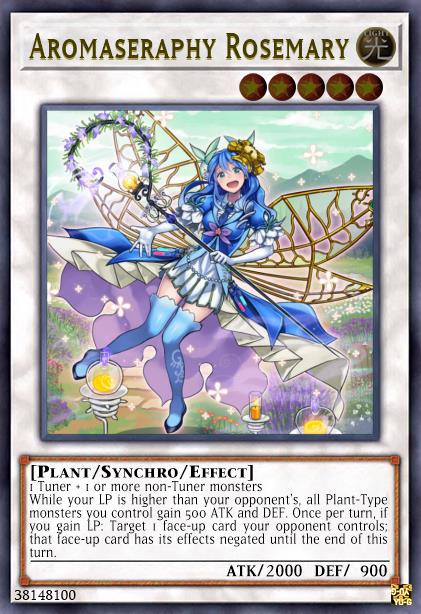 Aromaseraphy Rosemary
LIGHT
光
[Plant/Synchro/Effect]
1 Tuner + 1 or more non-Tuner monsters
While your LP is higher than your opponent's, all Plant-Type
monsters you control gain 500 ATK and DEF. Once per turn, if
you gain LP: Target 1 face-up card your opponent controls;
that face-up card has its effects negated until the end of this
turn.
ATK/2000 DEF/ 900
38148100